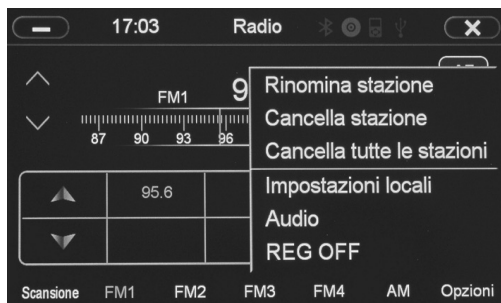 17:03 Radio
FM1 9
87 90 93 96
95.6
Rinomina stazione
Cancella stazione
Cancella tutte le stazioni
Impostazioni locali
Audio
REG OFF
Scansione FM1 FM2 FM3 FM4 AM Opzioni